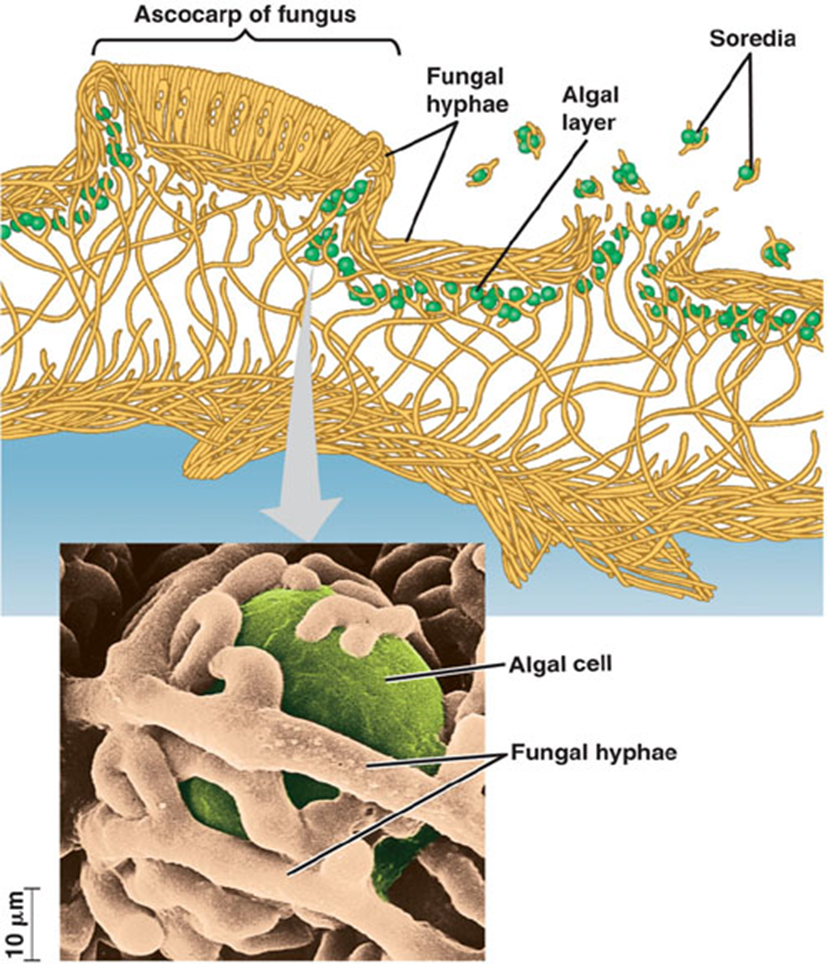 Ascocarp of fungus
Soredia
Fungal
hyphae
Algal
layer
Algal cell
Fungal hyphae
10 μm